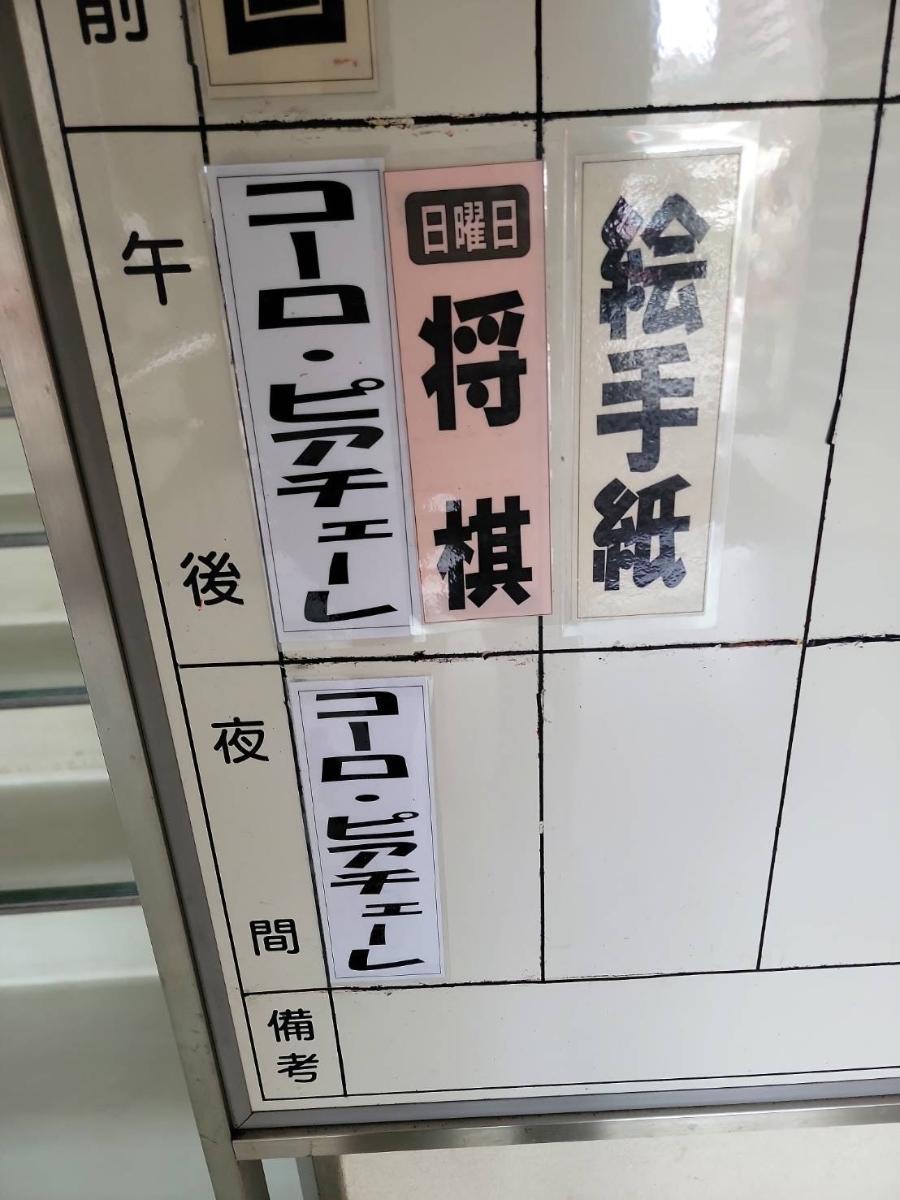 前
午後
コーロ・ピアチェーレ
日曜日
将棋
絵手紙
夜間
コーロ・ピアチェーレ
備考